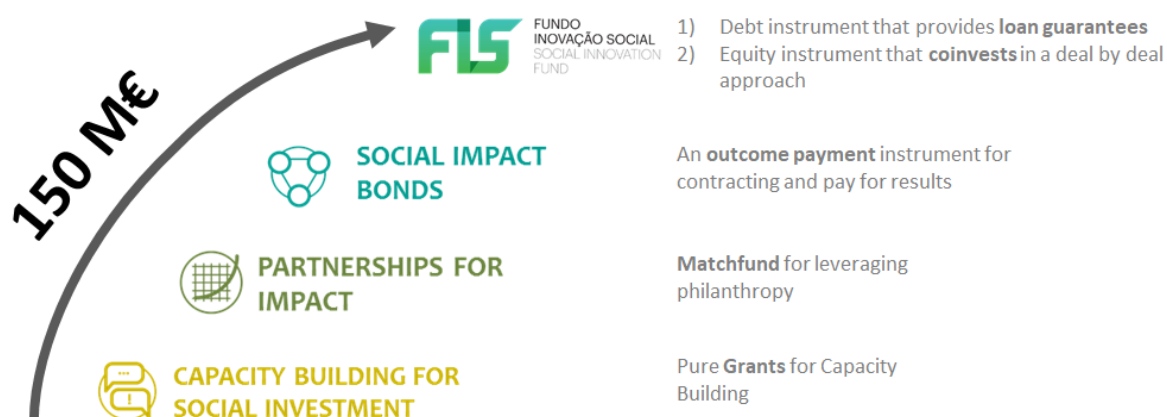 FIS
FUNDO
INOVAÇÃO SOCIAL
SOCIAL INNOVATION
FUND
1) Debt instrument that provides loan guarantees
2) Equity instrument that coinvests in a deal by deal
approach
150 M€
SOCIAL IMPACT
BONDS
An outcome payment instrument for
contracting and pay for results
PARTNERSHIPS FOR
IMPACT
Matchfund for leveraging
philanthropy
CAPACITY BUILDING FOR
SOCIAL INVESTMENT
Pure Grants for Capacity
Building